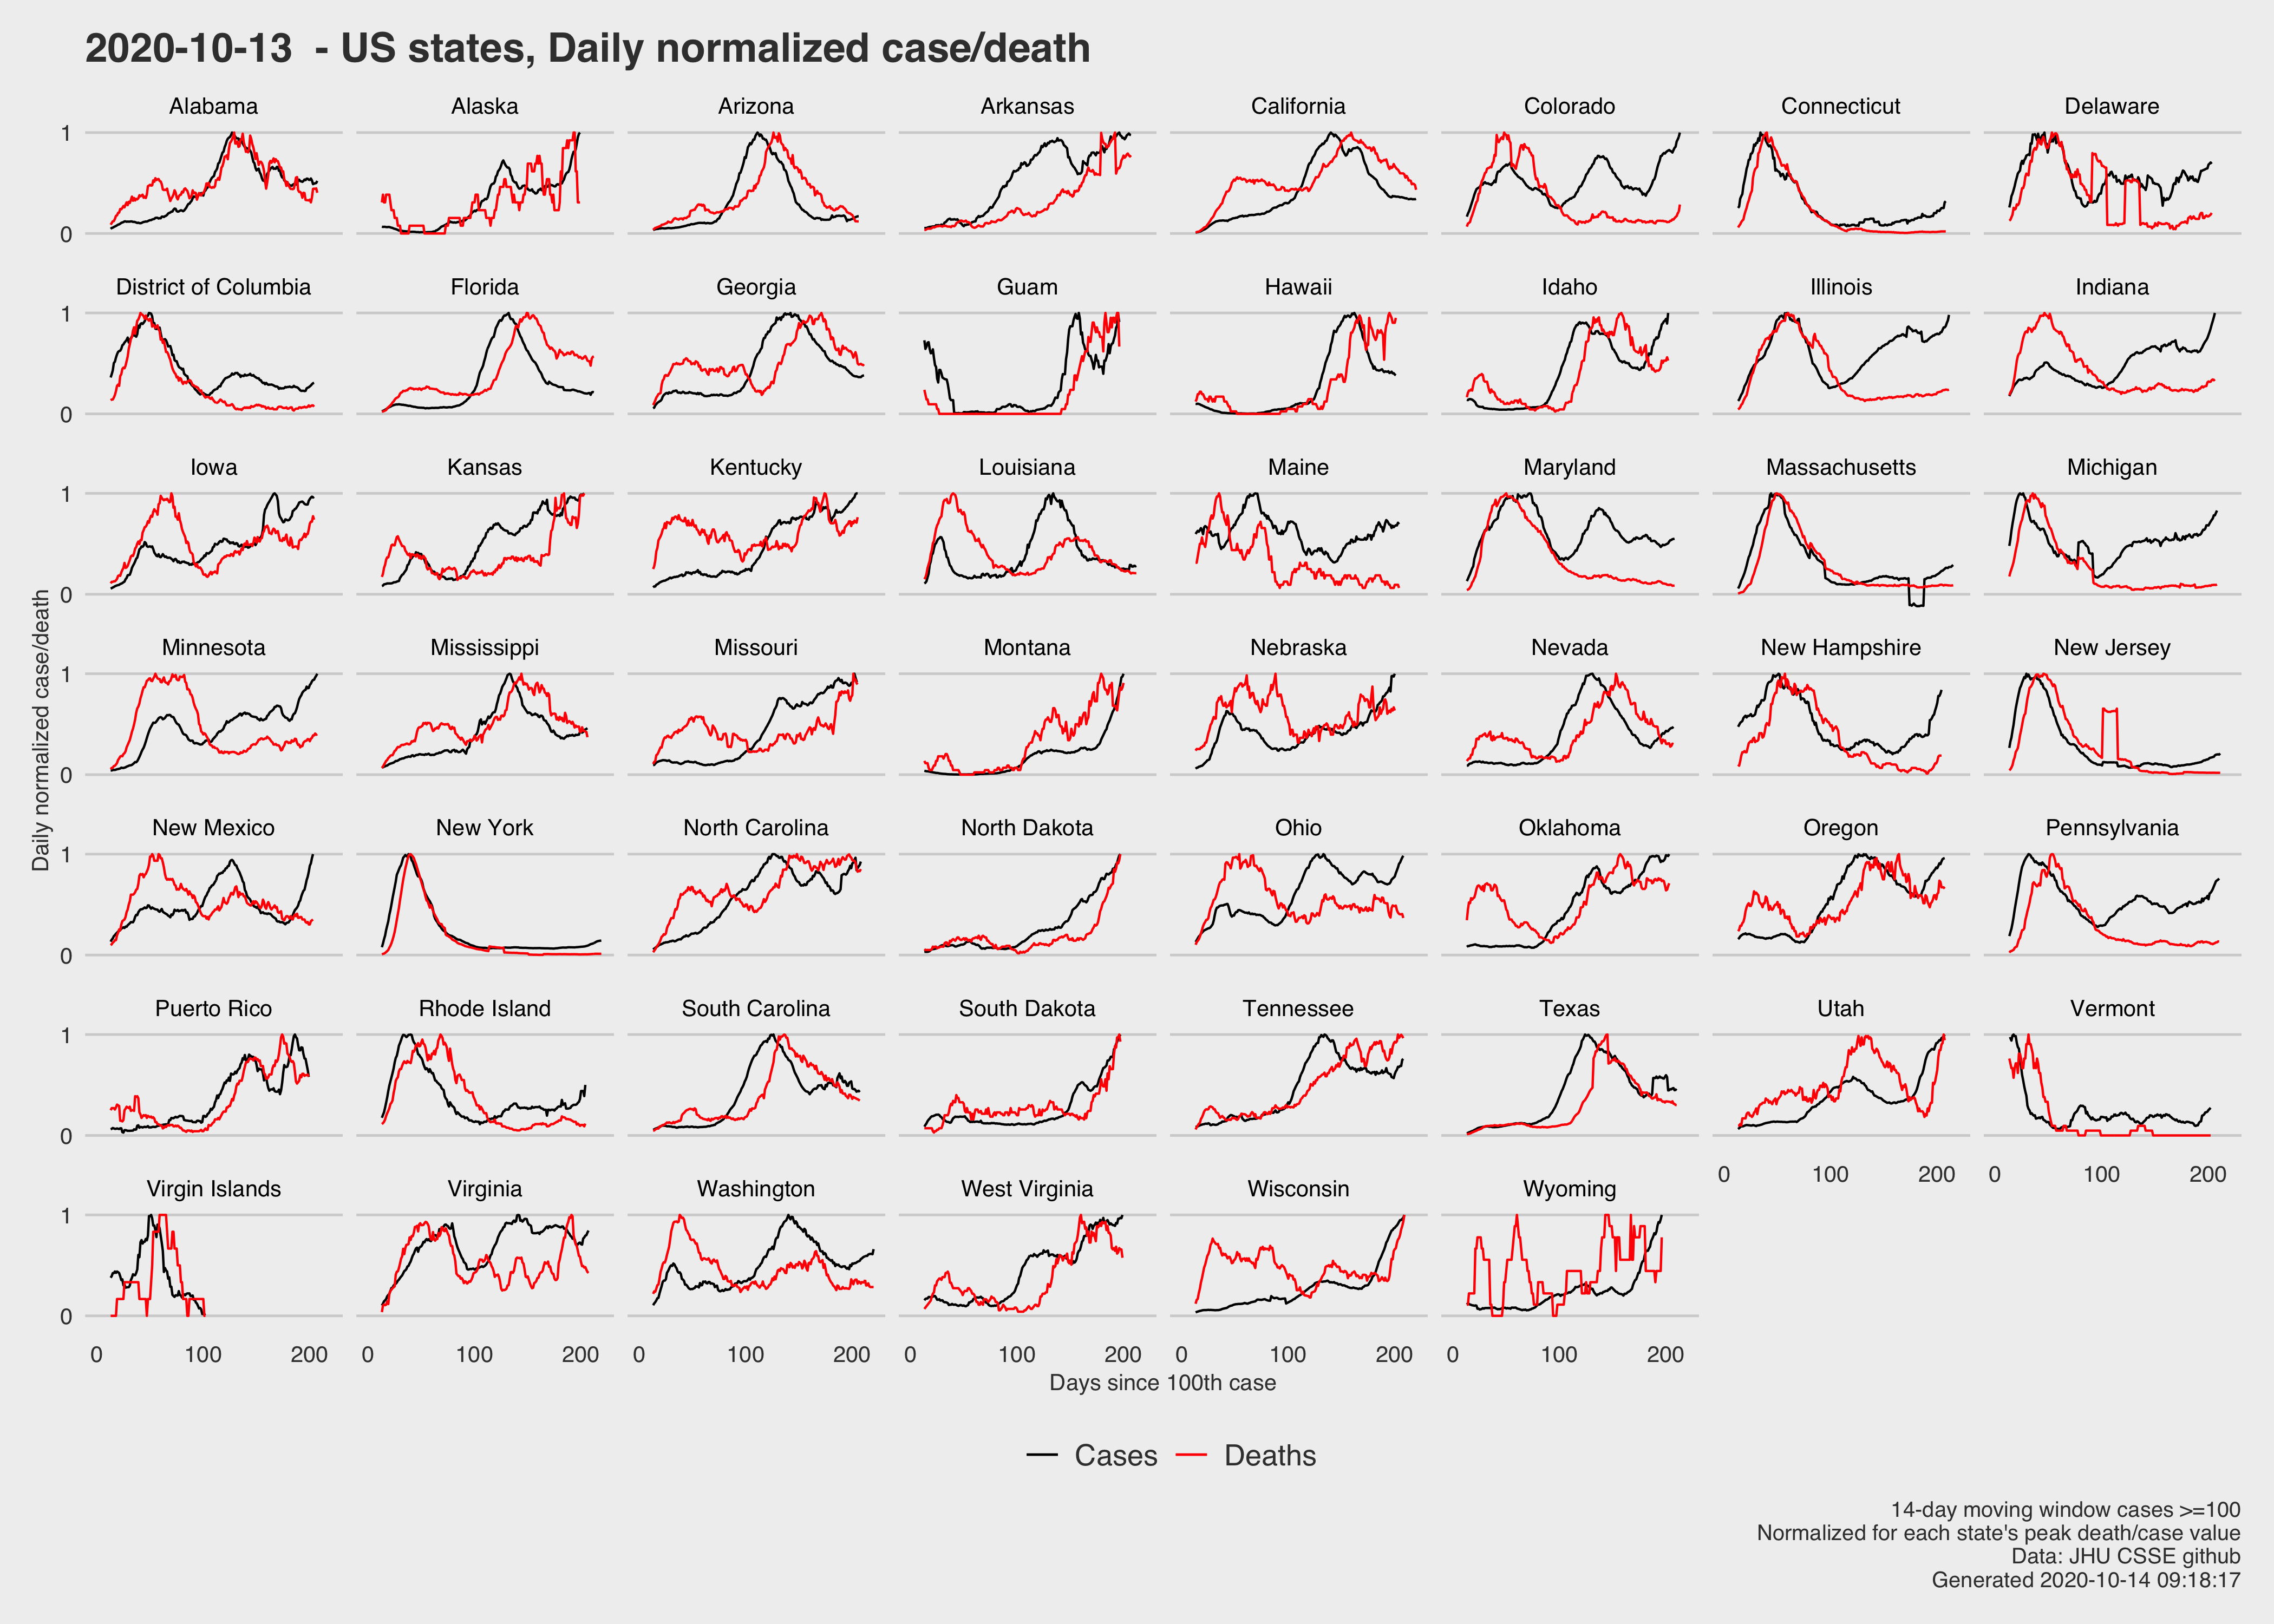 2020-10-13  - US states, Daily normalized case/death
Alabama Alaska Arizona Arkansas California Colorado Connecticut Delaware
1
0
District of Columbia Florida Georgia Guam Hawaii Idaho Illinois Indiana
1
0
Iowa Kansas Kentucky Louisiana Maine Maryland Massachusetts Michigan
1
0
Daily normalized case/death
Minnesota Mississippi Missouri Montana Nebraska Nevada New Hampshire New Jersey
1
0
New Mexico New York North Carolina North Dakota Ohio Oklahoma Oregon Pennsylvania
1
0
Puerto Rico Rhode Island South Carolina South Dakota Tennessee Texas Utah Vermont
1
0
0 100 200 0 100 200
Virgin Islands Virginia Washington West Virginia Wisconsin Wyoming
1
0
0 100 200 0 100 200 0 100 200 0 100 200 0 100 200 0 100 200
Days since 100th case
Cases Deaths
14-day moving window cases >=100
Normalized for each state's peak death/case value
Data: JHU CSSE github
Generated 2020-10-14 09:18:17